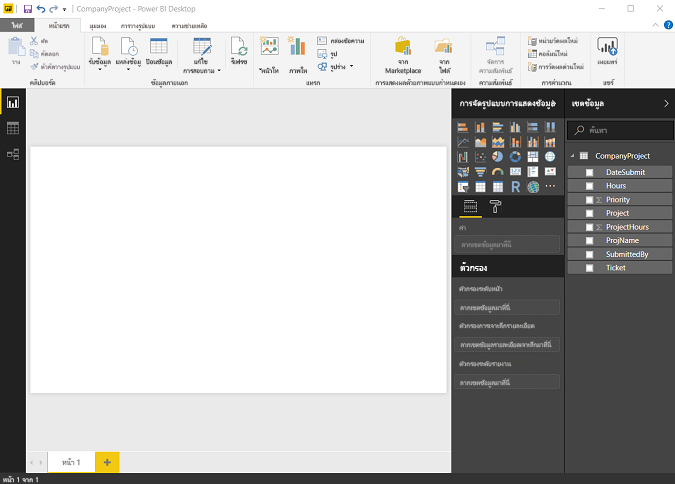 CompanyProject - Power BI Desktop
ไฟล์ หน้าแรก มุมมอง การวางรูปแบบ ความช่วยเหลือ
วาง
ตัด
คัดลอก
ตัวคัดวางรูปแบบ
คลิปบอร์ด
รับข้อมูล
แหล่งข้อมู
ป้อนข้อมูล
แก้ไข
การสอบถาม
ข้อมูลภายนอก
รีเฟรช
ภาพใ
กล่องข้อความ
รูป
รูปร่าง
แทรก
จาก
Marketplace
จาก
ไฟล์
การแสดงผลด้วยภาพแบบกำหนดเอง
จัดการ
ความสัมพันธ์
ความสัมพันธ์
หน่วยวัดใหม่
คอลัมน์ใหม่
การวัดด่วนใหม่
การคำนวณ
เผยแพร่
แชร์
การจัดรูปแบบการแสดงข้อมูล
ค่า
ลากเขตข้อมูลมาที่นี่
ตัวกรอง
ตัวกรองระดับหน้า
ลากเขตข้อมูลมาที่นี่
ตัวกรองการเจาะลึกรายละเอียด
ลากเขตข้อมูลรายละเอียดเจาะลึกมาที่นี่
ตัวกรองระดับรายงาน
ลากเขตข้อมูลมาที่นี่
เขตข้อมูล
ค้นหา
CompanyProject
DateSubmit
Hours
Priority
Project
ProjectHours
ProjName
SubmittedBy
Ticket
หน้า 1
หน้า 1 จาก 1